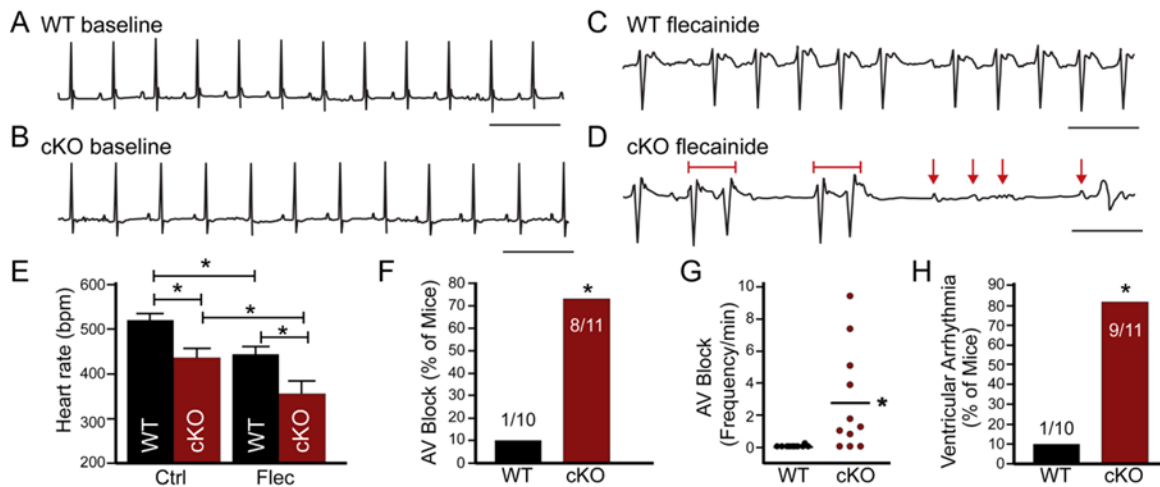 A WT baseline
B cKO baseline
C WT flecainide
D cKO flecainide
E
Heart rate (bpm)
600
500
400
300
200
* * * *
WT cKO WT cKO
Ctrl Flec
F
AV Block (% of Mice)
80
70
60
50
40
30
20
10
0
1/10
*
8/11
WT cKO
G
AV Block
(Frequency/min)
10
8
6
4
2
0
*
WT cKO
H
Ventricular Arrhythmia
(% of Mice)
90
80
70
60
50
40
30
20
10
0
1/10
*
9/11
WT cKO